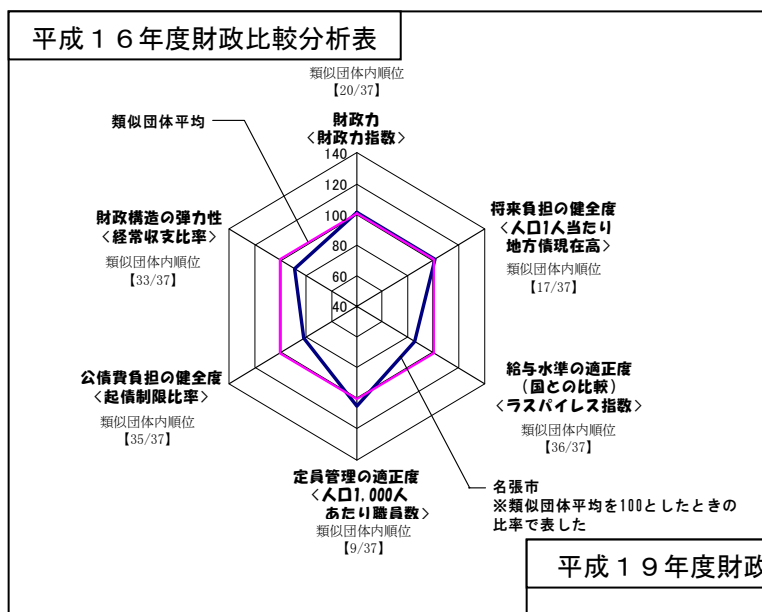 平成１６年度財政比較分析表
類似団体内順位
【20/37】
財政力
＜財政力指数＞
類似団体平均
140
120
100
80
60
40
将来負担の健全度
＜人口1人当たり
地方債現在高＞
類似団体内順位
【17/37】
財政構造の弾力性
＜経常収支比率＞
類似団体内順位
【33/37】
給与水準の適正度
（国との比較）
＜ラスパイレス指数＞
類似団体内順位
【36/37】
公債費負担の健全度
＜起債制限比率＞
類似団体内順位
【35/37】
定員管理の適正度
＜人口1,000人
あたり職員数＞
類似団体内順位
【9/37】
名張市
※類似団体平均を100としたときの
比率で表した
平成１９年度財政